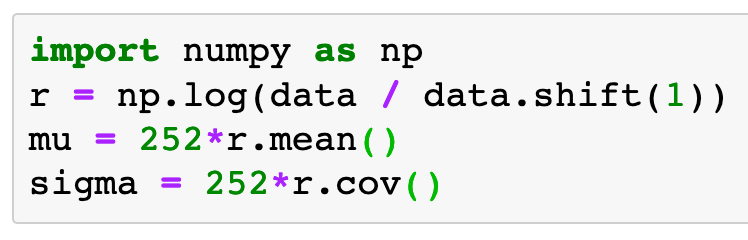 import numpy as np
r = np.log(data / data.shift(1))
mu = 252*r.mean()
sigma = 252*r.cov()